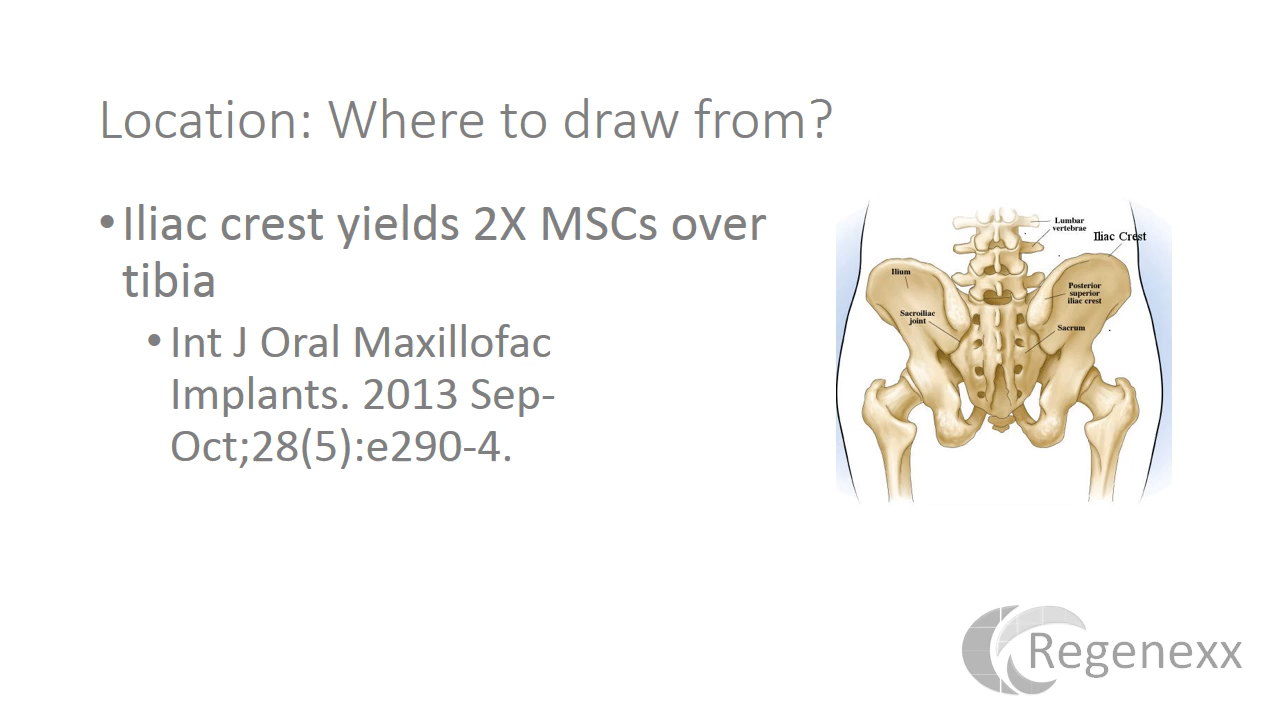 Location: Where to draw from?
• Iliac crest yields 2X MSCs over
tibia
• Int J Oral Maxillofac
Implants. 2013 Sep-
Oct;28(5):e290-4.
Lumbar
vertebrae
Iliac Crest
Ilium
Posterior
superior
iliac crest
Sacroiliac
joint
Sacrum
Regenexx